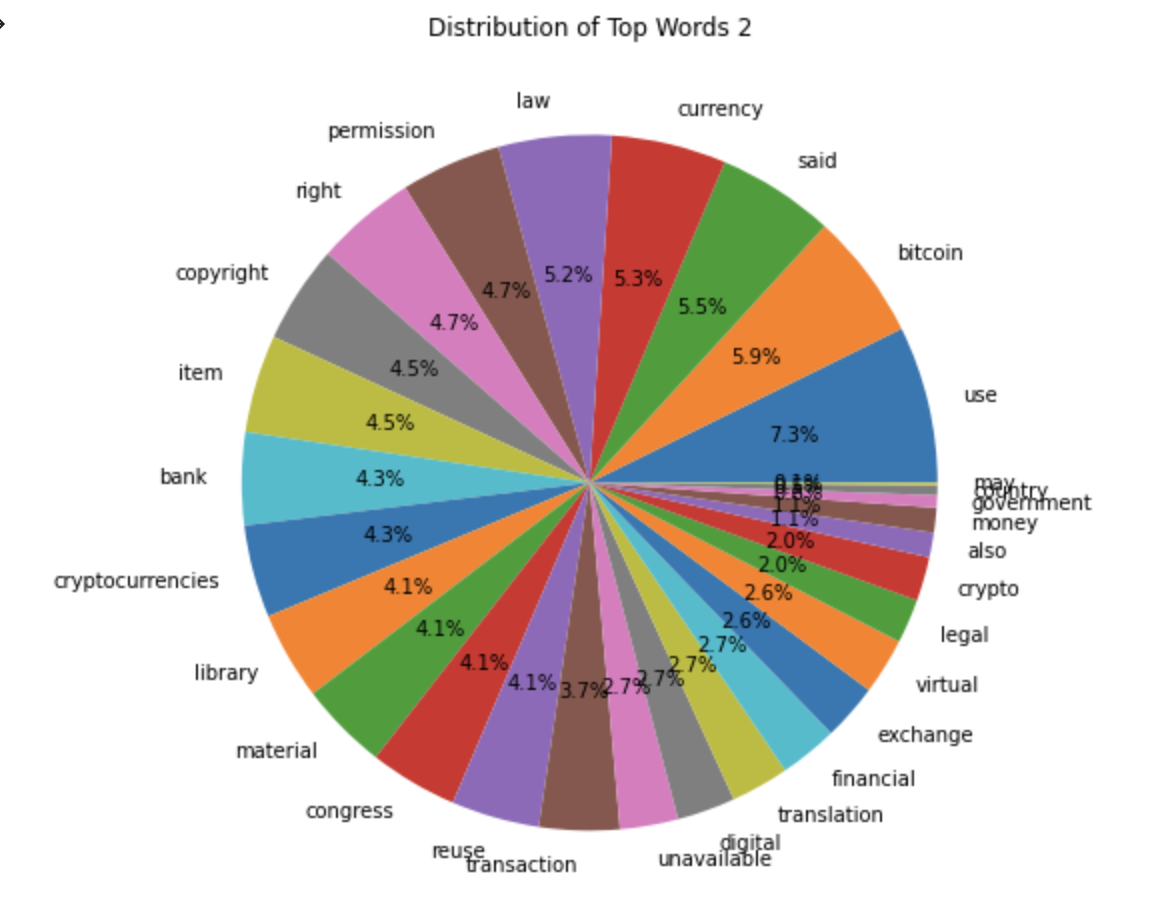 Distribution of Top Words 2
law
currency
permission
said
right
bitcoin
copyright
item
use
bank
may
country
government
money
cryptocurrencies
also
crypto
library
legal
virtual
material
exchange
congress
financial
translation
reuse
digital
transaction
unavailable
5.2%
5.3%
4.7%
5.5%
4.7%
5.9%
4.5%
4.5%
7.3%
4.3%
4.3%
4.1%
4.1%
4.1%
4.1%
3.7%
2.7%
2.7%
2.7%
2.7%
2.6%
2.6%
2.0%
2.0%
1.1%
1.1%